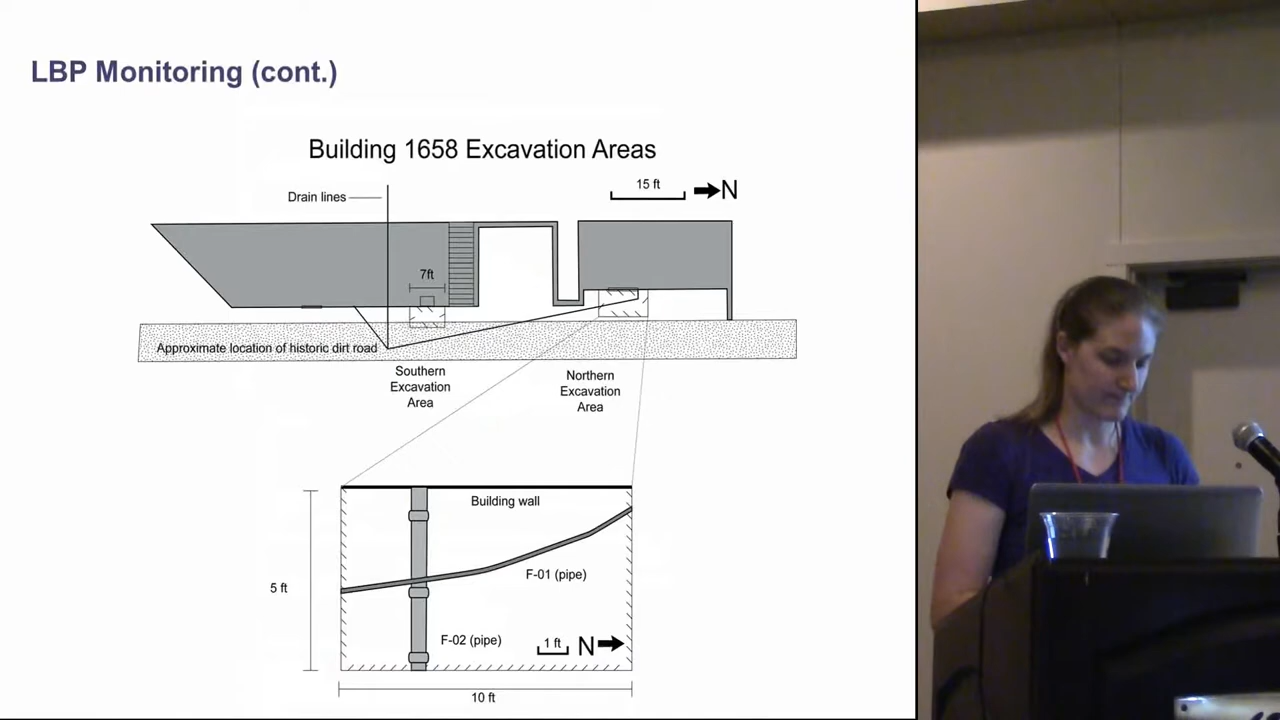 LBP Monitoring (cont.)
Building 1658 Excavation Areas
Drain lines
15 ft
N
7ft
Approximate location of historic dirt road
Southern
Excavation
Area
Northern
Excavation
Area
Building wall
5 ft
F-01 (pipe)
F-02 (pipe)
1 ft
N
10 ft